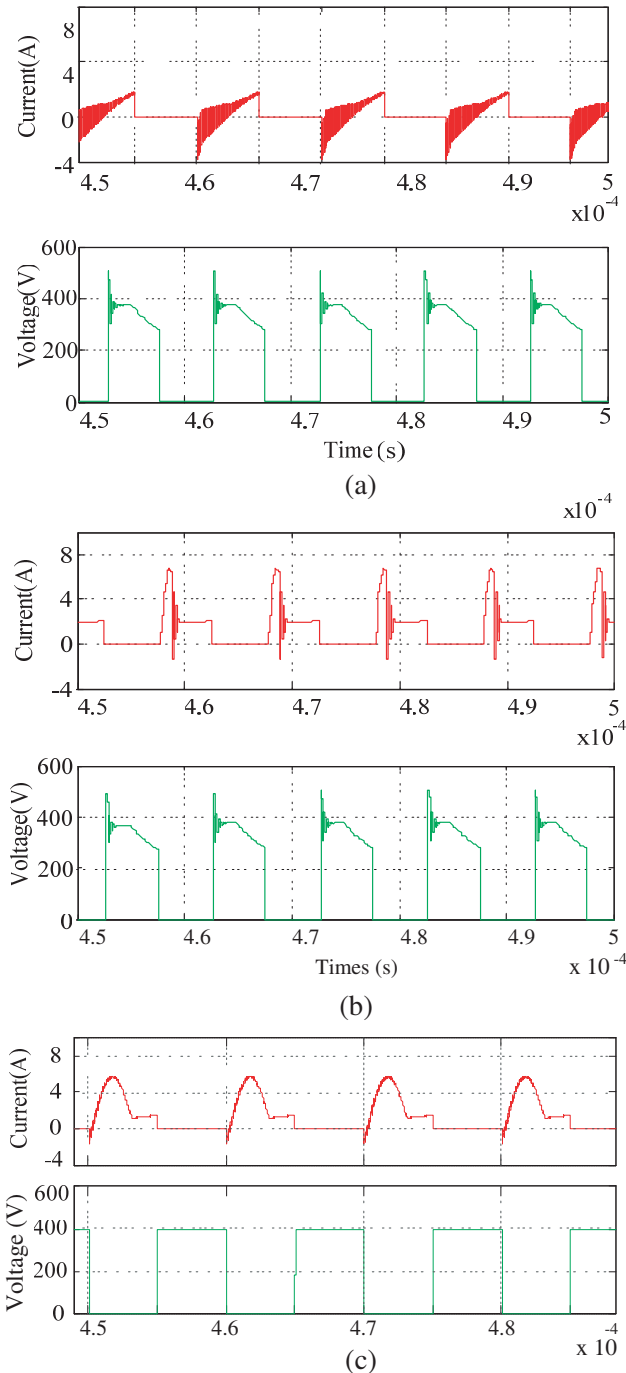 8
4
0
-4
Current(A)
4.5 4.6 4.7 4.8 4.9 5
x10-4
600
400
200
0
Voltage(V)
4.5 4.6 4.7 4.8 4.9 5
Time (s)
(a)
x10-4
8
4
0
-4
Current(A)
4.5 4.6 4.7 4.8 4.9 5
x10-4
600
400
200
0
Voltage(V)
4.5 4.6 4.7 4.8 4.9 5
Times (s)
x 10-4
(b)
8
4
0
-4
Current(A)
600
400
200
0
Voltage (V)
4.5 4.6 4.7 4.8 -4
x 10
(c)